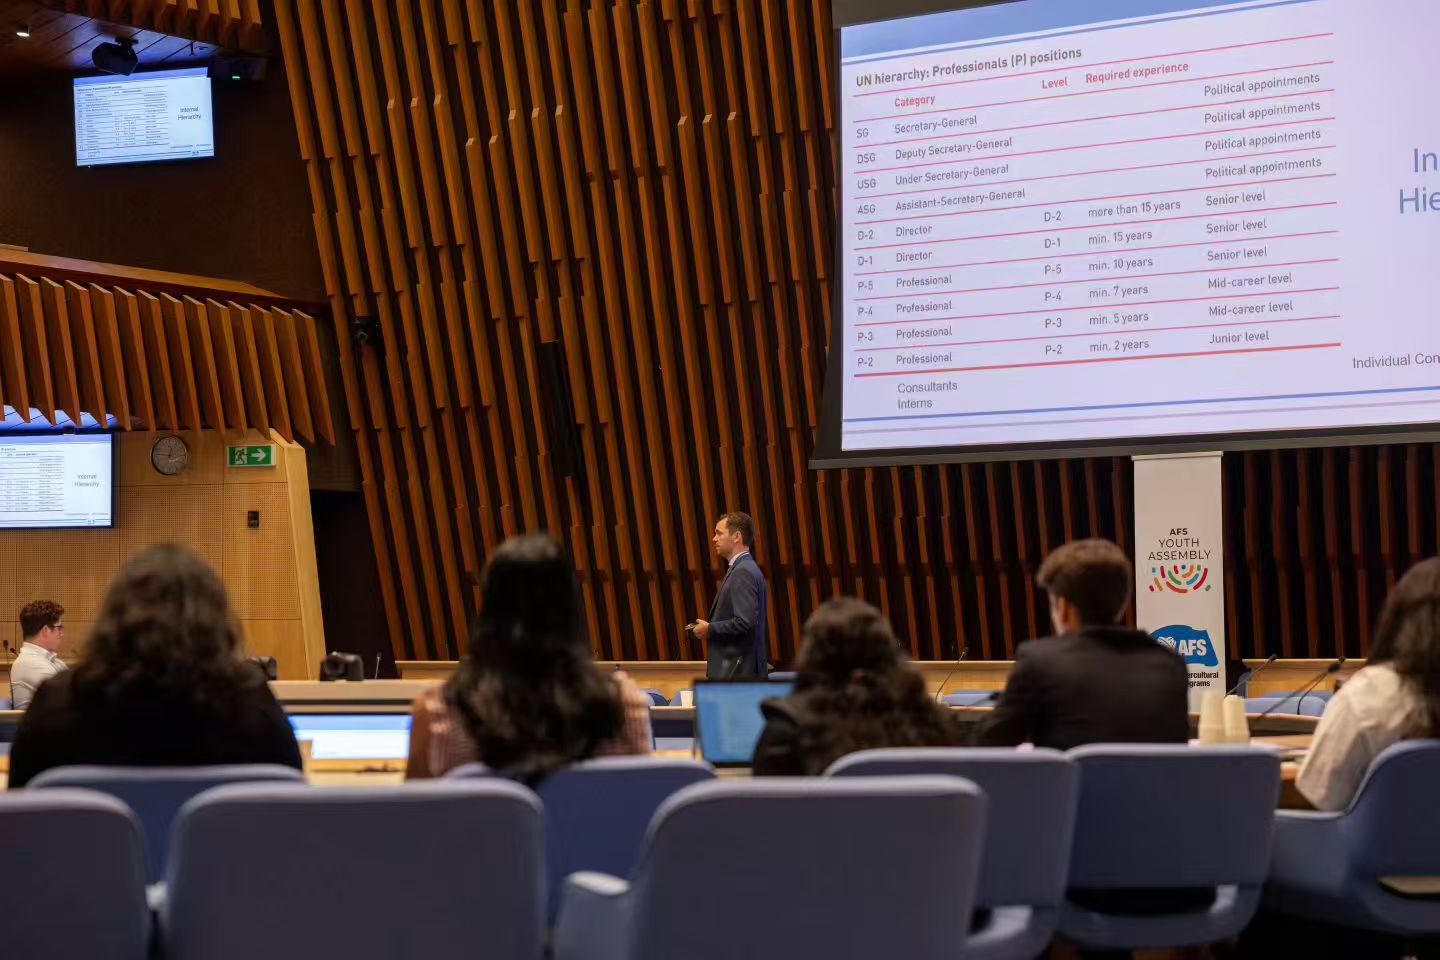 UN hierarchy: Professionals (P) positions
Category Level Required experience
SG Secretary-General Political appointments
DSG Deputy Secretary-General Political appointments
USG Under Secretary-General Political appointments
ASG Assistant-Secretary-General Political appointments
D-2 Director D-2 more than 15 years Senior level
D-1 Director D-1 min. 15 years Senior level
P-5 Professional P-5 min. 10 years Senior level
P-4 Professional P-4 min. 7 years Mid-career level
P-3 Professional P-3 min. 5 years Mid-career level
P-2 Professional P-2 min. 2 years Junior level
Consultants
Interns
Individual Con
In
Hie
Internal
Hierarchy
Internal
Hierarchy
AFS
YOUTH
ASSEMBLY
AFS
ercultural
grams